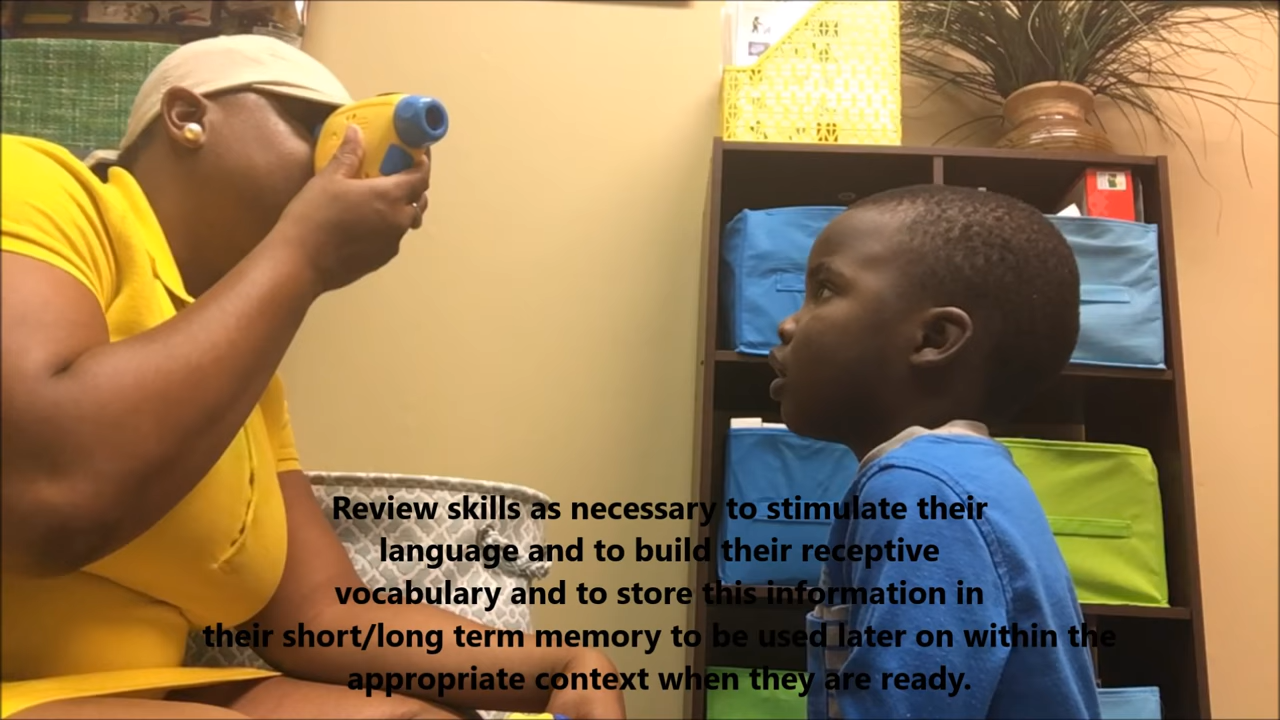 Review skills as necessary to stimulate their
language and to build their receptive
vocabulary and to store this information in
their short/long term memory to be used later on within the
appropriate context when they are ready.